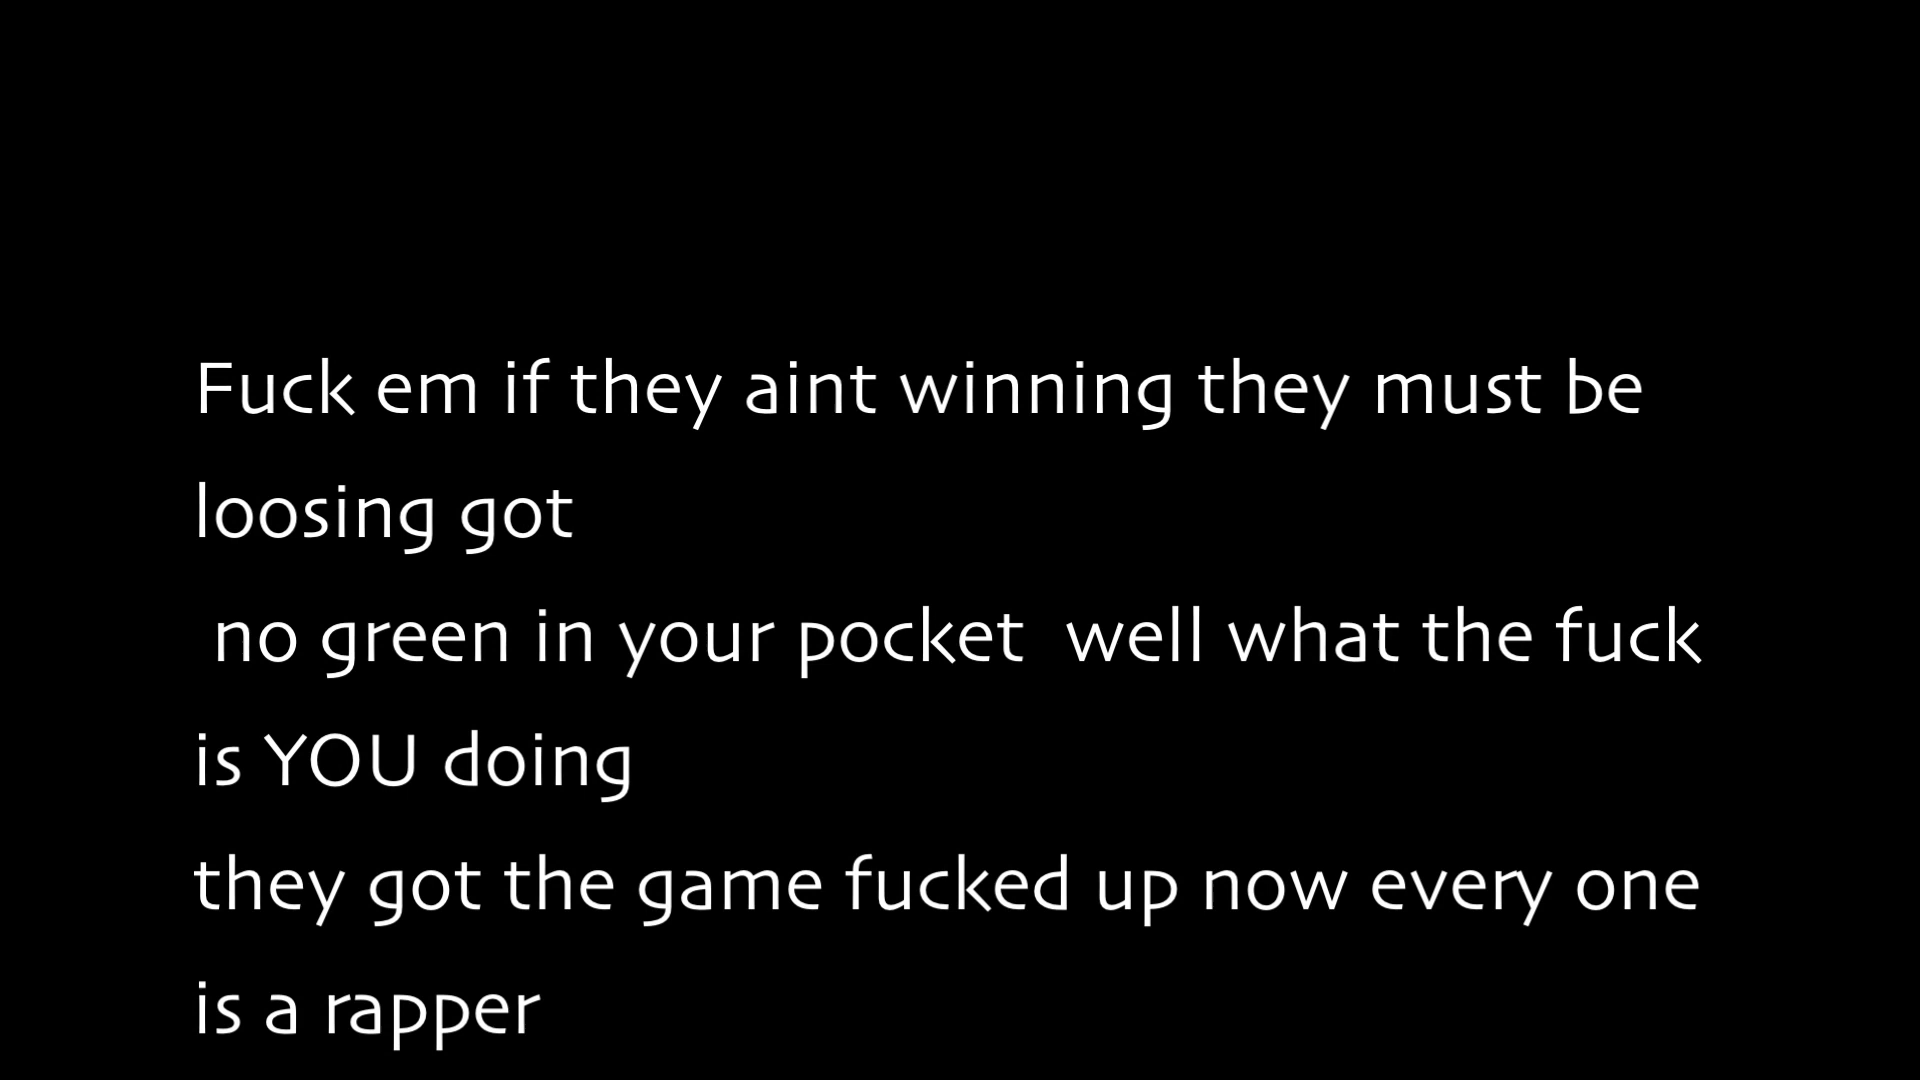 Fuck em if they aint winning they must be
loosing got
no green in your pocket  well what the fuck
is YOU doing
they got the game fucked up now every one
is a rapper